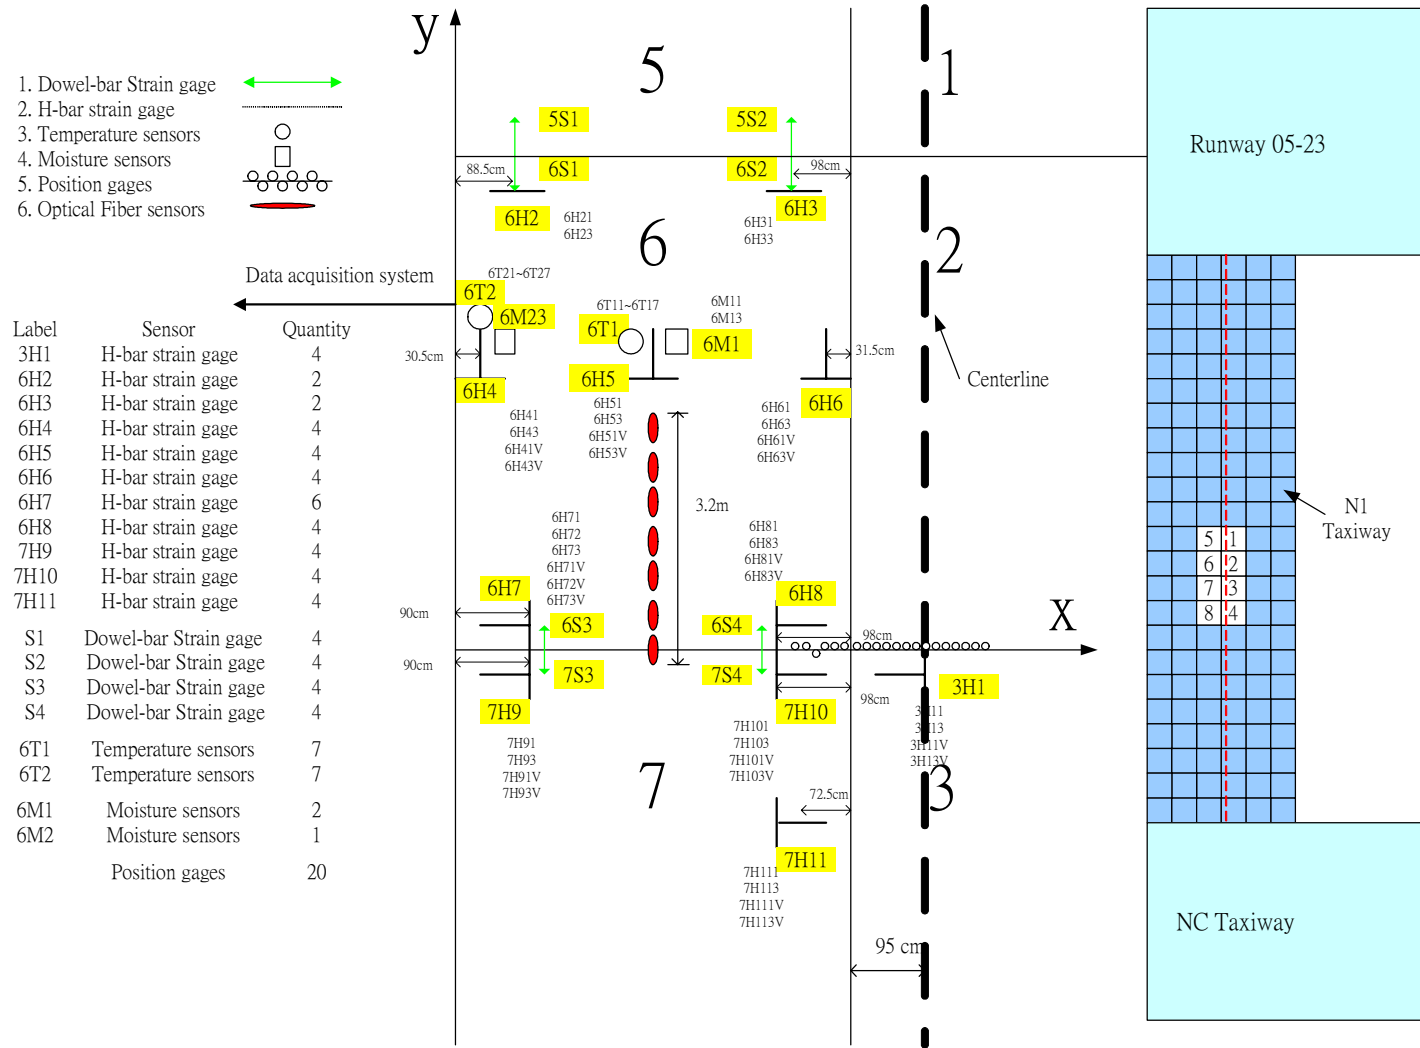 y
5
1
1. Dowel-bar Strain gage
2. H-bar strain gage
3. Temperature sensors
4. Moisture sensors
5. Position gages
6. Optical Fiber sensors
5S1
5S2
6S1
6S2
88.5cm
98cm
6H2
6H3
6H21
6H23
6H31
6H33
6
2
Runway 05-23
Data acquisition system
6T21~6T27
6T2
6M23
6T11~6T17
6T1
6M11
6M13
6M1
30.5cm
31.5cm
6H4
6H5
6H6
Centerline
6H41
6H43
6H41V
6H43V
6H51
6H53
6H51V
6H53V
6H61
6H63
6H61V
6H63V
3.2m
Label Sensor Quantity
3H1 H-bar strain gage 4
6H2 H-bar strain gage 2
6H3 H-bar strain gage 2
6H4 H-bar strain gage 4
6H5 H-bar strain gage 4
6H6 H-bar strain gage 4
6H7 H-bar strain gage 6
6H8 H-bar strain gage 4
7H9 H-bar strain gage 4
7H10 H-bar strain gage 4
7H11 H-bar strain gage 4
S1 Dowel-bar Strain gage 4
S2 Dowel-bar Strain gage 4
S3 Dowel-bar Strain gage 4
S4 Dowel-bar Strain gage 4
6T1 Temperature sensors 7
6T2 Temperature sensors 7
6M1 Moisture sensors 2
6M2 Moisture sensors 1
Position gages 20
6H71
6H72
6H73
6H71V
6H72V
6H73V
6H81
6H83
6H81V
6H83V
6H7
6H8
90cm
6S3
6S4
98cm
X
90cm
7S3
7S4
98cm
3H1
7H9
7H10
3H11
3H13
3H11V
3H13V
7H91
7H93
7H91V
7H93V
7H101
7H103
7H101V
7H103V
7
3
72.5cm
7H11
7H111
7H113
7H111V
7H113V
95 cm
N1
Taxiway
5 1
6 2
7 3
8 4
NC Taxiway